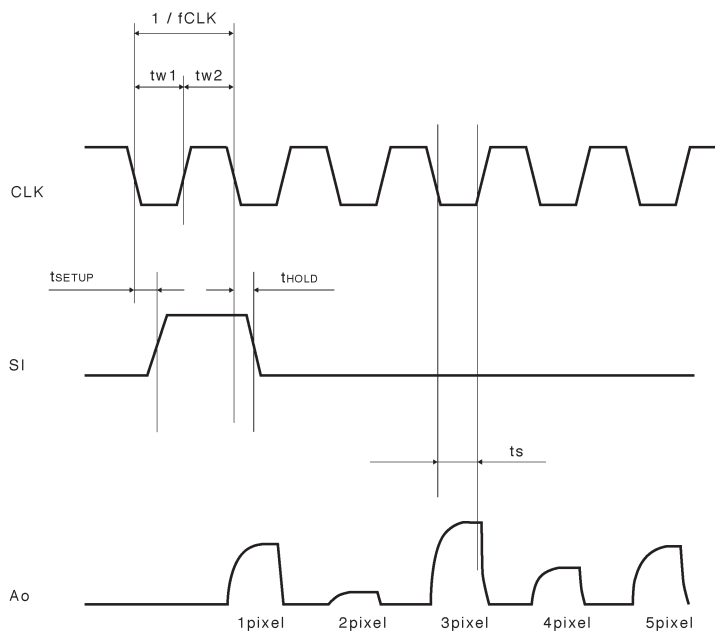 1 / fCLK
tw1 tw2
CLK
tSETUP tHOLD
SI
ts
Ao
1pixel 2pixel 3pixel 4pixel 5pixel